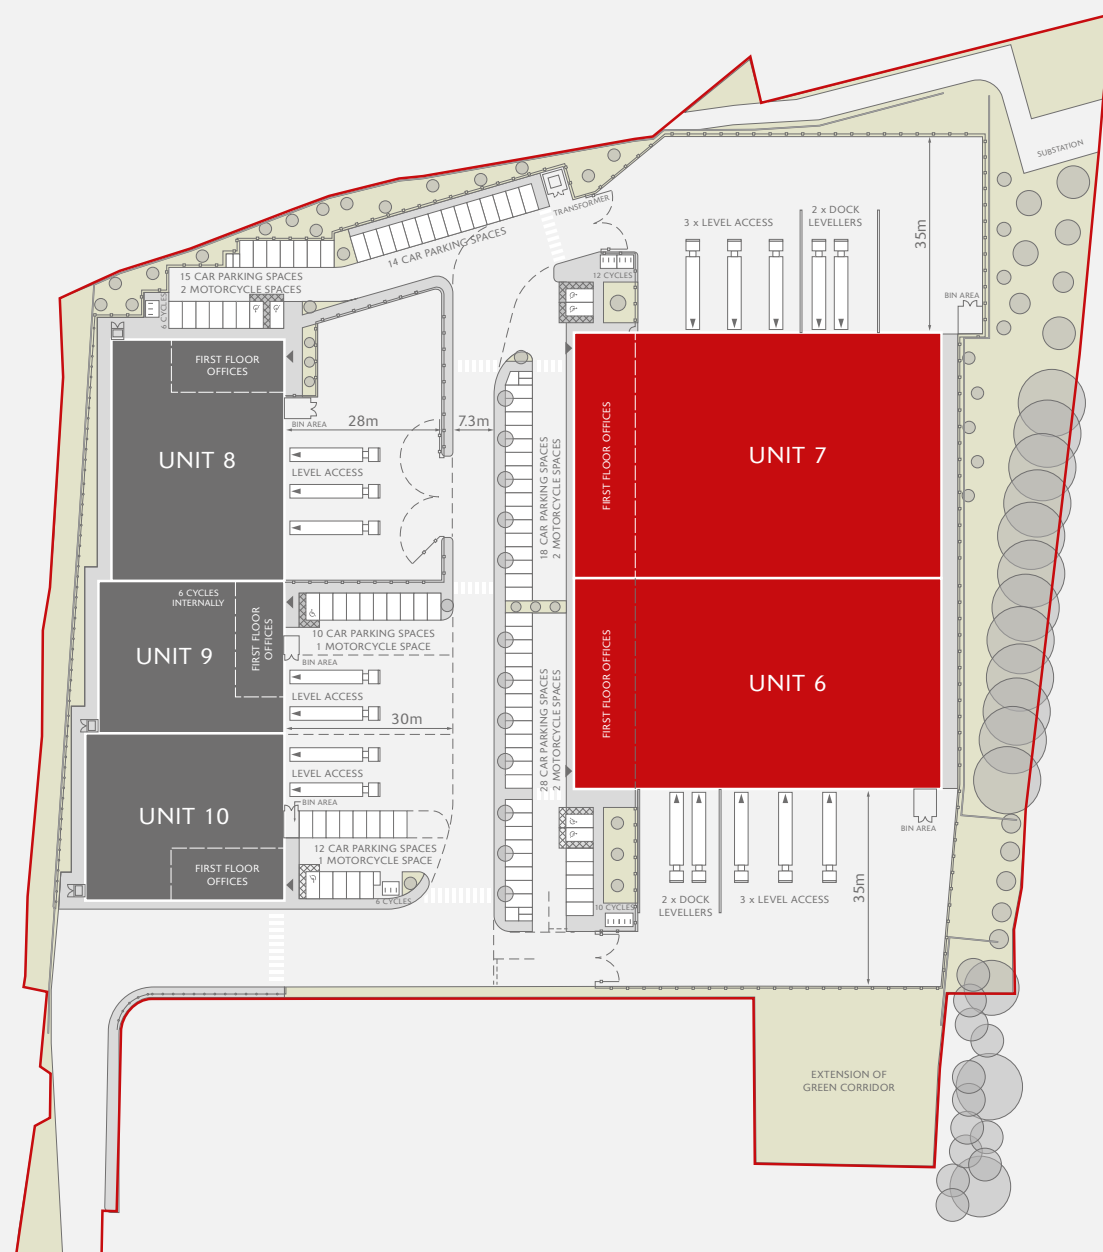 SUBSTATION
TRANSFORMER
14 CAR PARKING SPACES
3 x LEVEL ACCESS
2 x DOCK
LEVELLERS
35m
15 CAR PARKING SPACES
2 MOTORCYCLE SPACES
6 CYCLES
12 CYCLES
BIN AREA
FIRST FLOOR
OFFICES
BIN AREA
28m
7.3m
UNIT 8
LEVEL ACCESS
18 CAR PARKING SPACES
2 MOTORCYCLE SPACES
FIRST FLOOR OFFICES
UNIT 7
6 CYCLES
INTERNALLY
FIRST FLOOR
OFFICES
UNIT 9
10 CAR PARKING SPACES
1 MOTORCYCLE SPACE
BIN AREA
LEVEL ACCESS
30m
28 CAR PARKING SPACES
2 MOTORCYCLE SPACES
FIRST FLOOR OFFICES
UNIT 6
LEVEL ACCESS
BIN AREA
UNIT 10
12 CAR PARKING SPACES
1 MOTORCYCLE SPACE
FIRST FLOOR
OFFICES
6 CYCLES
10 CYCLES
2 x DOCK
LEVELLERS
3 x LEVEL ACCESS
35m
BIN AREA
EXTENSION OF
GREEN CORRIDOR